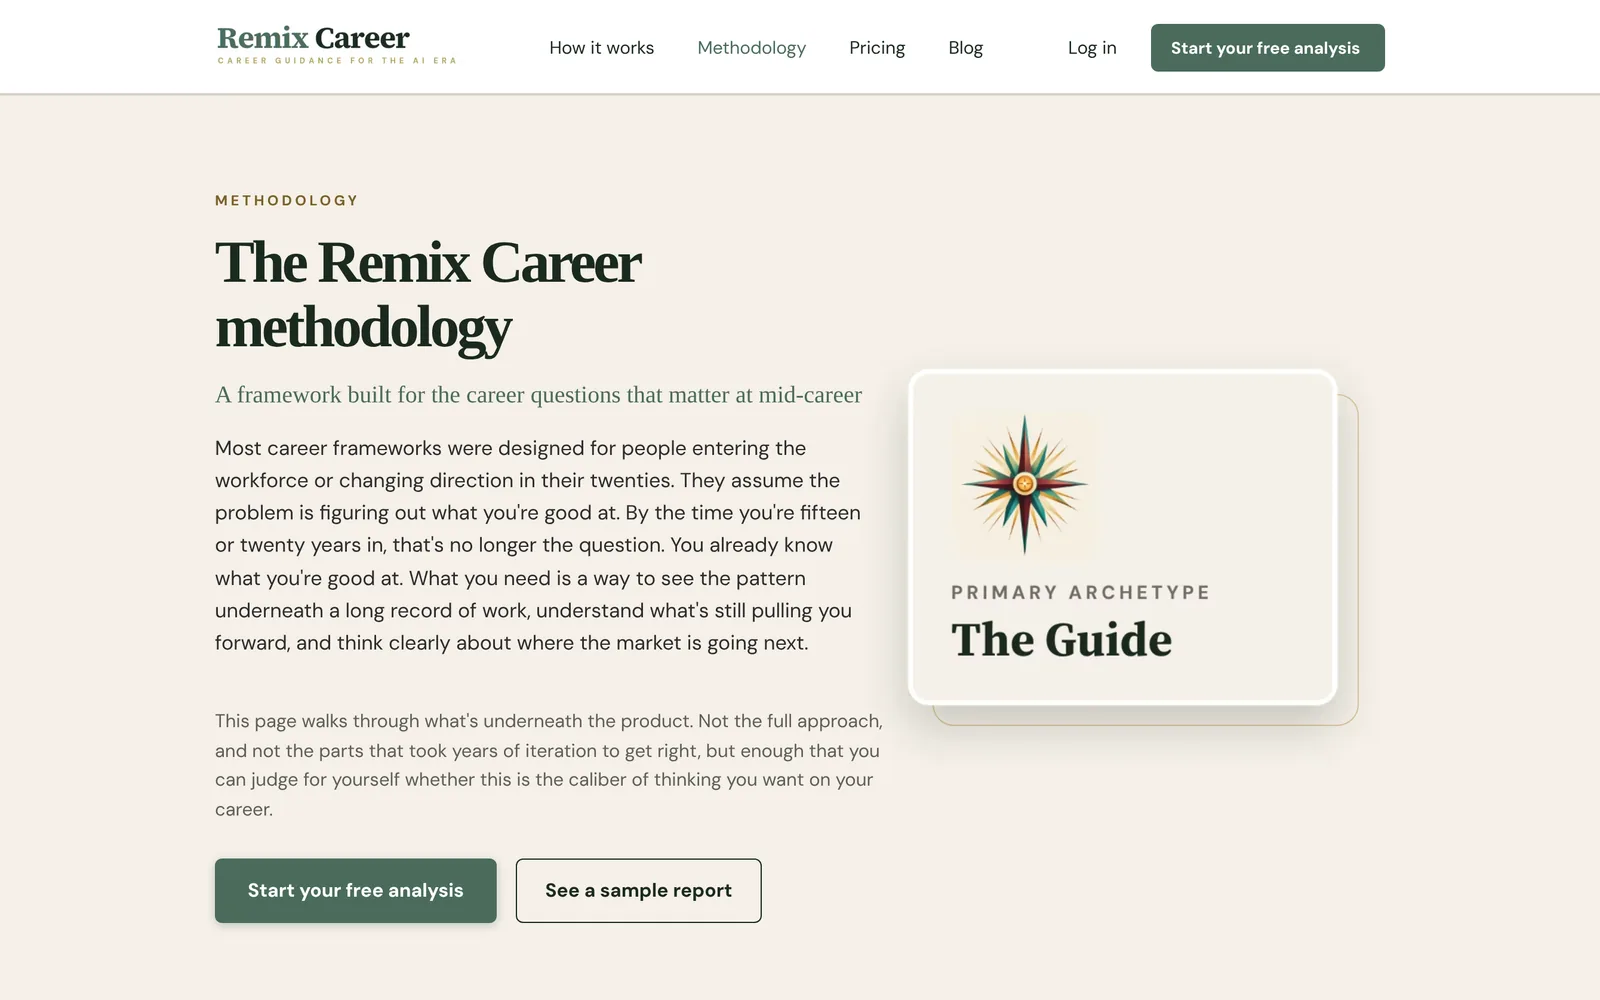 Remix Career
CAREER GUIDANCE FOR THE AI ERA
How it works
Methodology
Pricing
Blog
Log in
Start your free analysis
METHODOLOGY
The Remix Career
methodology
A framework built for the career questions that matter at mid-career
Most career frameworks were designed for people entering the
workforce or changing direction in their twenties. They assume the
problem is figuring out what you're good at. By the time you're fifteen
or twenty years in, that's no longer the question. You already know
what you're good at. What you need is a way to see the pattern
underneath a long record of work, understand what's still pulling you
forward, and think clearly about where the market is going next.
This page walks through what's underneath the product. Not the full approach,
and not the parts that took years of iteration to get right, but enough that you
can judge for yourself whether this is the caliber of thinking you want on your
career.
Start your free analysis
See a sample report
PRIMARY ARCHETYPE
The Guide